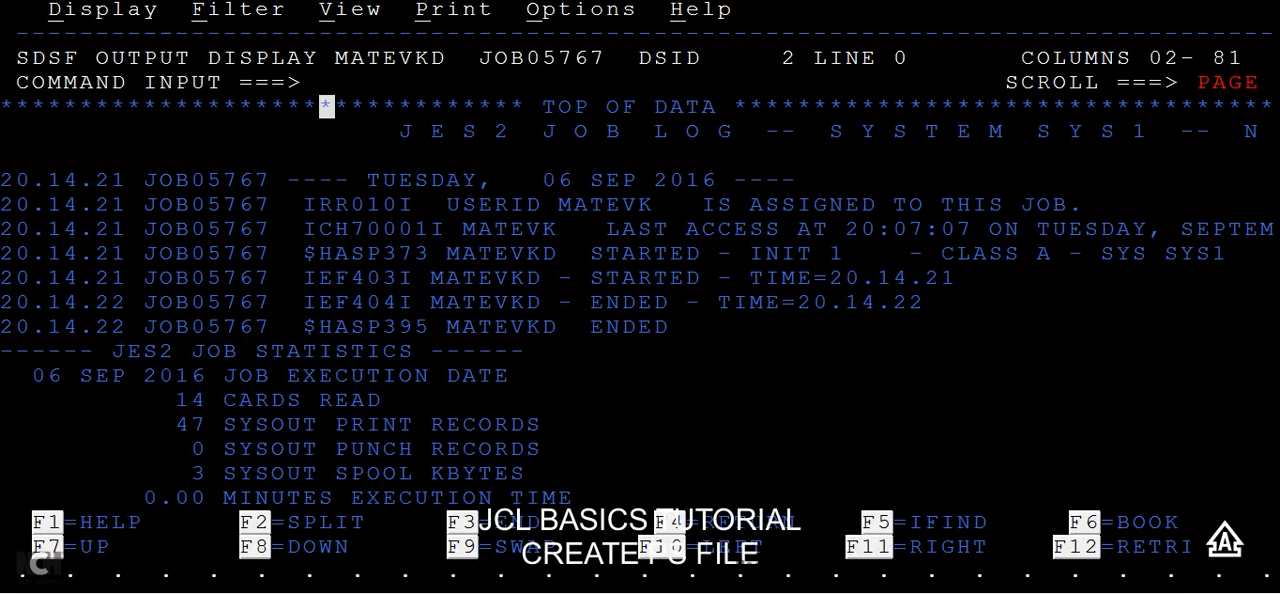 Display Filter View Print Options Help
--------------------------------------------------------------------------------
SDSF OUTPUT DISPLAY MATEVKD JOB05767 DSID 2 LINE 0 COLUMNS 02- 81
COMMAND INPUT ===> SCROLL ===> PAGE
********************************* TOP OF DATA **********************************
J E S 2 J O B L O G -- S Y S T E M S Y S 1 -- N
20.14.21 JOB05767 ---- TUESDAY, 06 SEP 2016 ----
20.14.21 JOB05767 IRR010I USERID MATEVK IS ASSIGNED TO THIS JOB.
20.14.21 JOB05767 ICH70001I MATEVK LAST ACCESS AT 20:07:07 ON TUESDAY, SEPTEM
20.14.21 JOB05767 $HASP373 MATEVKD STARTED - INIT 1 - CLASS A - SYS SYS1
20.14.21 JOB05767 IEF403I MATEVKD - STARTED - TIME=20.14.21
20.14.22 JOB05767 IEF404I MATEVKD - ENDED - TIME=20.14.22
20.14.22 JOB05767 $HASP395 MATEVKD ENDED
------ JES2 JOB STATISTICS ------
06 SEP 2016 JOB EXECUTION DATE
14 CARDS READ
47 SYSOUT PRINT RECORDS
0 SYSOUT PUNCH RECORDS
3 SYSOUT SPOOL KBYTES
0.00 MINUTES EXECUTION TIME
F1=HELP F2=SPLIT F3=END F4=RETURN F5=IFIND F6=BOOK
F7=UP F8=DOWN F9=SWAP F10=LEFT F11=RIGHT F12=RETRI
JCL BASICS TUTORIAL
CREATE PS FILE